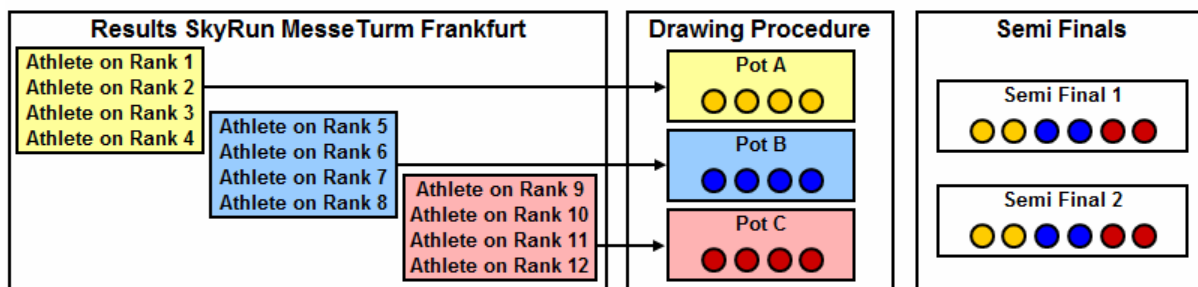 Results SkyRun MesseTurm Frankfurt
Athlete on Rank 1
Athlete on Rank 2
Athlete on Rank 3
Athlete on Rank 4
Athlete on Rank 5
Athlete on Rank 6
Athlete on Rank 7
Athlete on Rank 8
Athlete on Rank 9
Athlete on Rank 10
Athlete on Rank 11
Athlete on Rank 12
Drawing Procedure
Pot A
Pot B
Pot C
Semi Finals
Semi Final 1
Semi Final 2